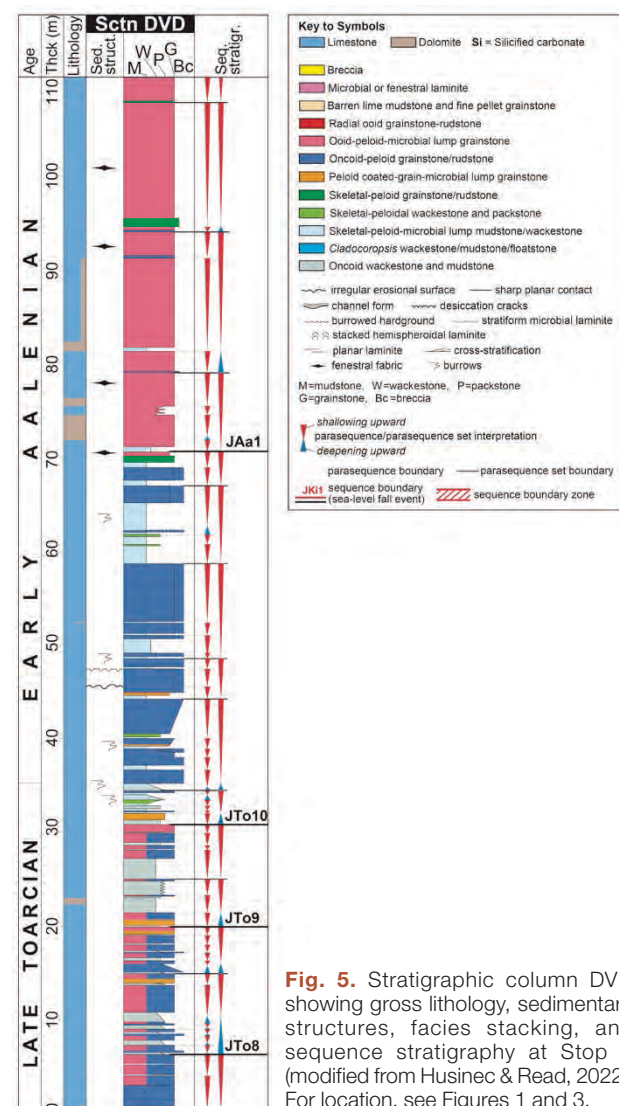 Sctn DVD
Age
Thck (m)
Lithology
Sed.
struct.
M
W
P
G
Bc
Seq.
stratigr.
110
100
90
80
70
60
50
40
30
20
10
EARLY AALENIAN
LATE TOARCIAN
JAa1
JTo10
JTo9
JTo8
Key to Symbols
Limestone Dolomite Si = Silicified carbonate
Breccia
Microbial or fenestral laminite
Barren lime mudstone and fine pellet grainstone
Radial ooid grainstone-rudstone
Ooid-peloid-microbial lump grainstone
Oncoid-peloid grainstone/rudstone
Peloid coated-grain-microbial lump grainstone
Skeletal-peloid grainstone/rudstone
Skeletal-peloidal wackestone and packstone
Skeletal-peloid-microbial lump mudstone/wackestone
Cladocoropsis wackestone/mudstone/floatstone
Oncoid wackestone and mudstone
irregular erosional surface sharp planar contact
channel form desiccation cracks
burrowed hardground stratiform microbial laminite
stacked hemispheroidal laminite
planar laminite cross-stratification
fenestral fabric burrows
M=mudstone, W=wackestone, P=packstone
G=grainstone, Bc=breccia
shallowing upward
parasequence/parasequence set interpretation
deepening upward
parasequence boundary parasequence set boundary
JKi1 sequence boundary
(sea-level fall event) sequence boundary zone
Fig. 5. Stratigraphic column DV
showing gross lithology, sedimentar
structures, facies stacking, an
sequence stratigraphy at Stop
(modified from Husinec & Read, 2022
For location, see Figures 1 and 3.